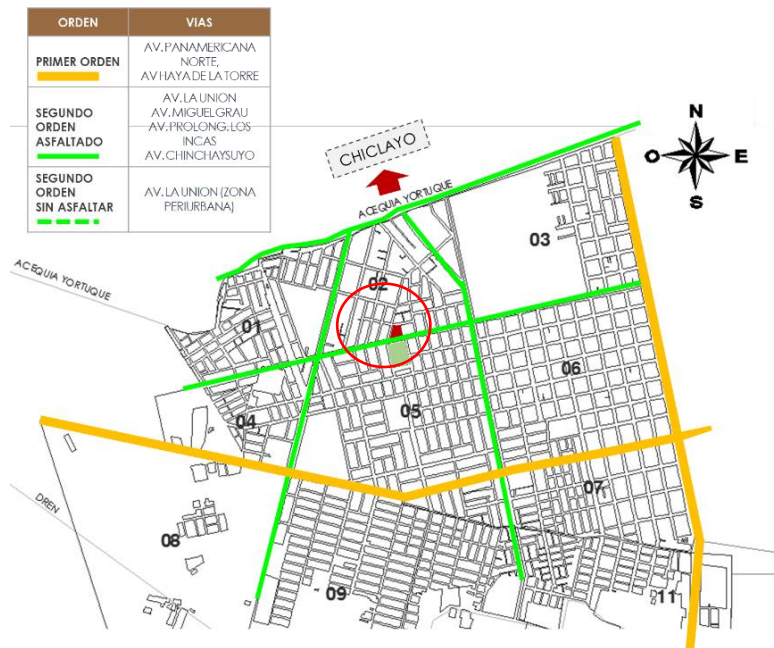 ORDEN VIAS
PRIMER ORDEN
AV. PANAMERICANA
NORTE,
AV HAYA DE LA TORRE
SEGUNDO
ORDEN
ASFALTADO
AV. LA UNION
AV. MIGUEL GRAU
AV. PROLONG. LOS
INCAS
AV. CHINCHAYSUYO
SEGUNDO
ORDEN
SIN ASFALTAR
AV. LA UNION (ZONA
PERIURBANA)
CHICLAYO
N
O E
S
ACEQUIA YORTUQUE
ACEQUIA YORTUQUE
03
02
01
06
05
04
07
DREN
08
09
11